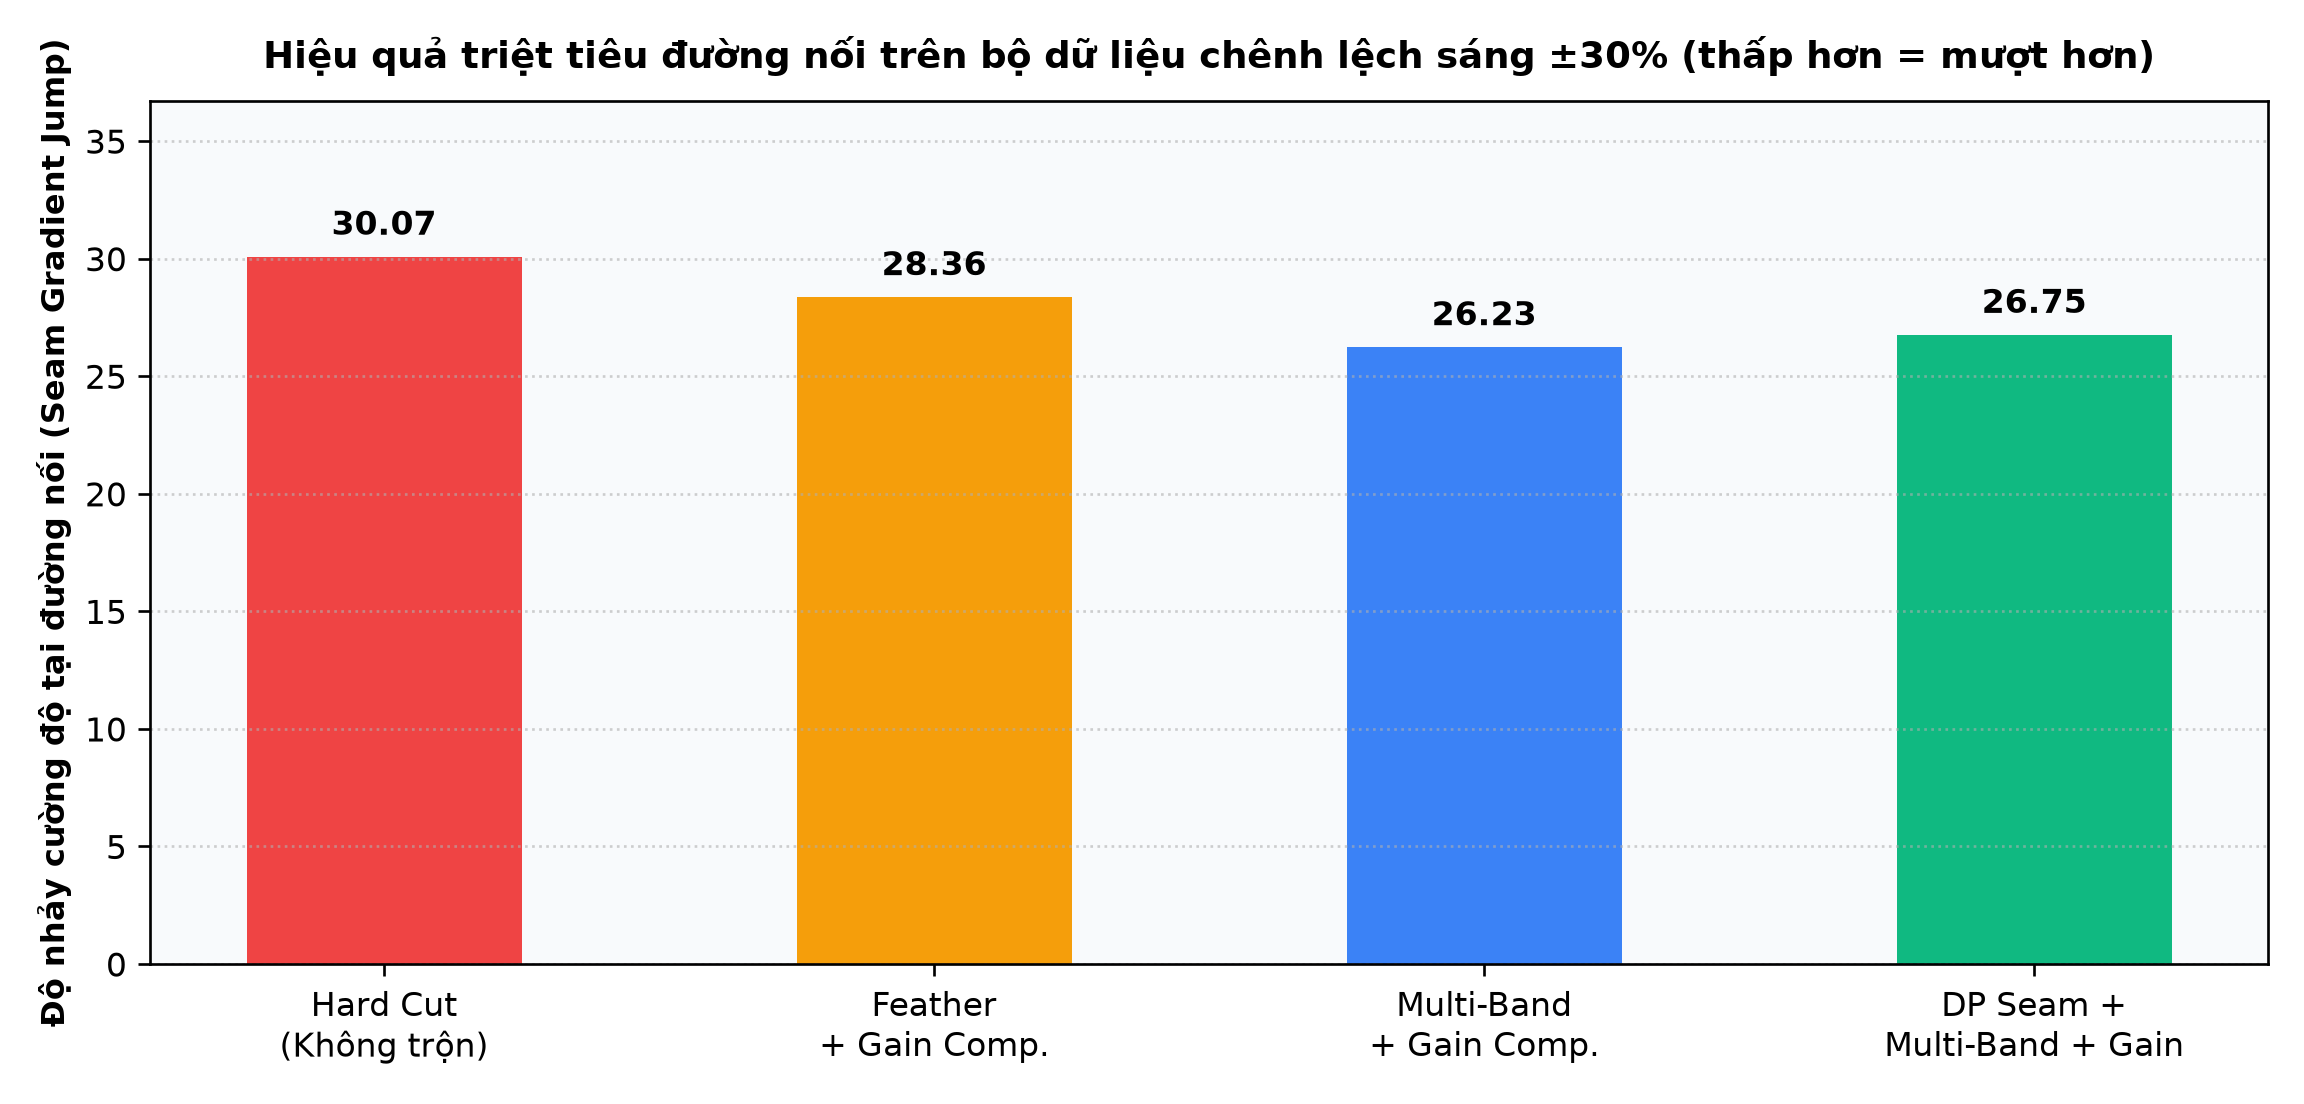 Hiệu quả triệt tiêu đường nối trên bộ dữ liệu chênh lệch sáng ±30% (thấp hơn = mượt hơn)
Độ nhảy cường độ tại đường nối (Seam Gradient Jump)
35
30
25
20
15
10
5
0
30.07
28.36
26.23
26.75
Hard Cut
(Không trộn)
Feather
+ Gain Comp.
Multi-Band
+ Gain Comp.
DP Seam +
Multi-Band + Gain